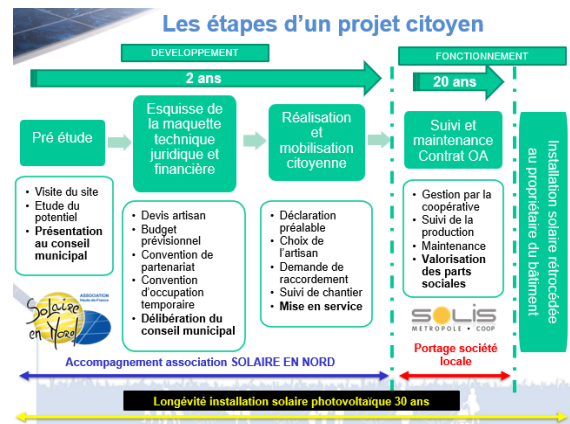 Les étapes d'un projet citoyen
DEVELOPPEMENT
FONCTIONNEMENT
2 ans
20 ans
Pré étude
Esquisse de
la maquette
technique
juridique et
financière
Réalisation
et
mobilisation
citoyenne
Suivi et
maintenance
Contrat OA
Installation solaire rétrocédée
au propriétaire du bâtiment
• Visite du site
• Etude du
potentiel
• Présentation
au conseil
municipal
• Devis artisan
• Budget
prévisionnel
• Convention de
partenariat
• Convention
d'occupation
temporaire
• Délibération du
conseil municipal
• Déclaration
préalable
• Choix de
l'artisan
• Demande de
raccordement
• Suivi de chantier
• Mise en service
• Gestion par la
coopérative
• Suivi de la
production
• Maintenance
• Valorisation
des parts
sociales
ASSOCIATION
Hauts-de-France
Solaire
en Nord
SOLIS
METROPOLE • COOP
Accompagnement association SOLAIRE EN NORD
Portage société
locale
Longévité installation solaire photovoltaïque 30 ans